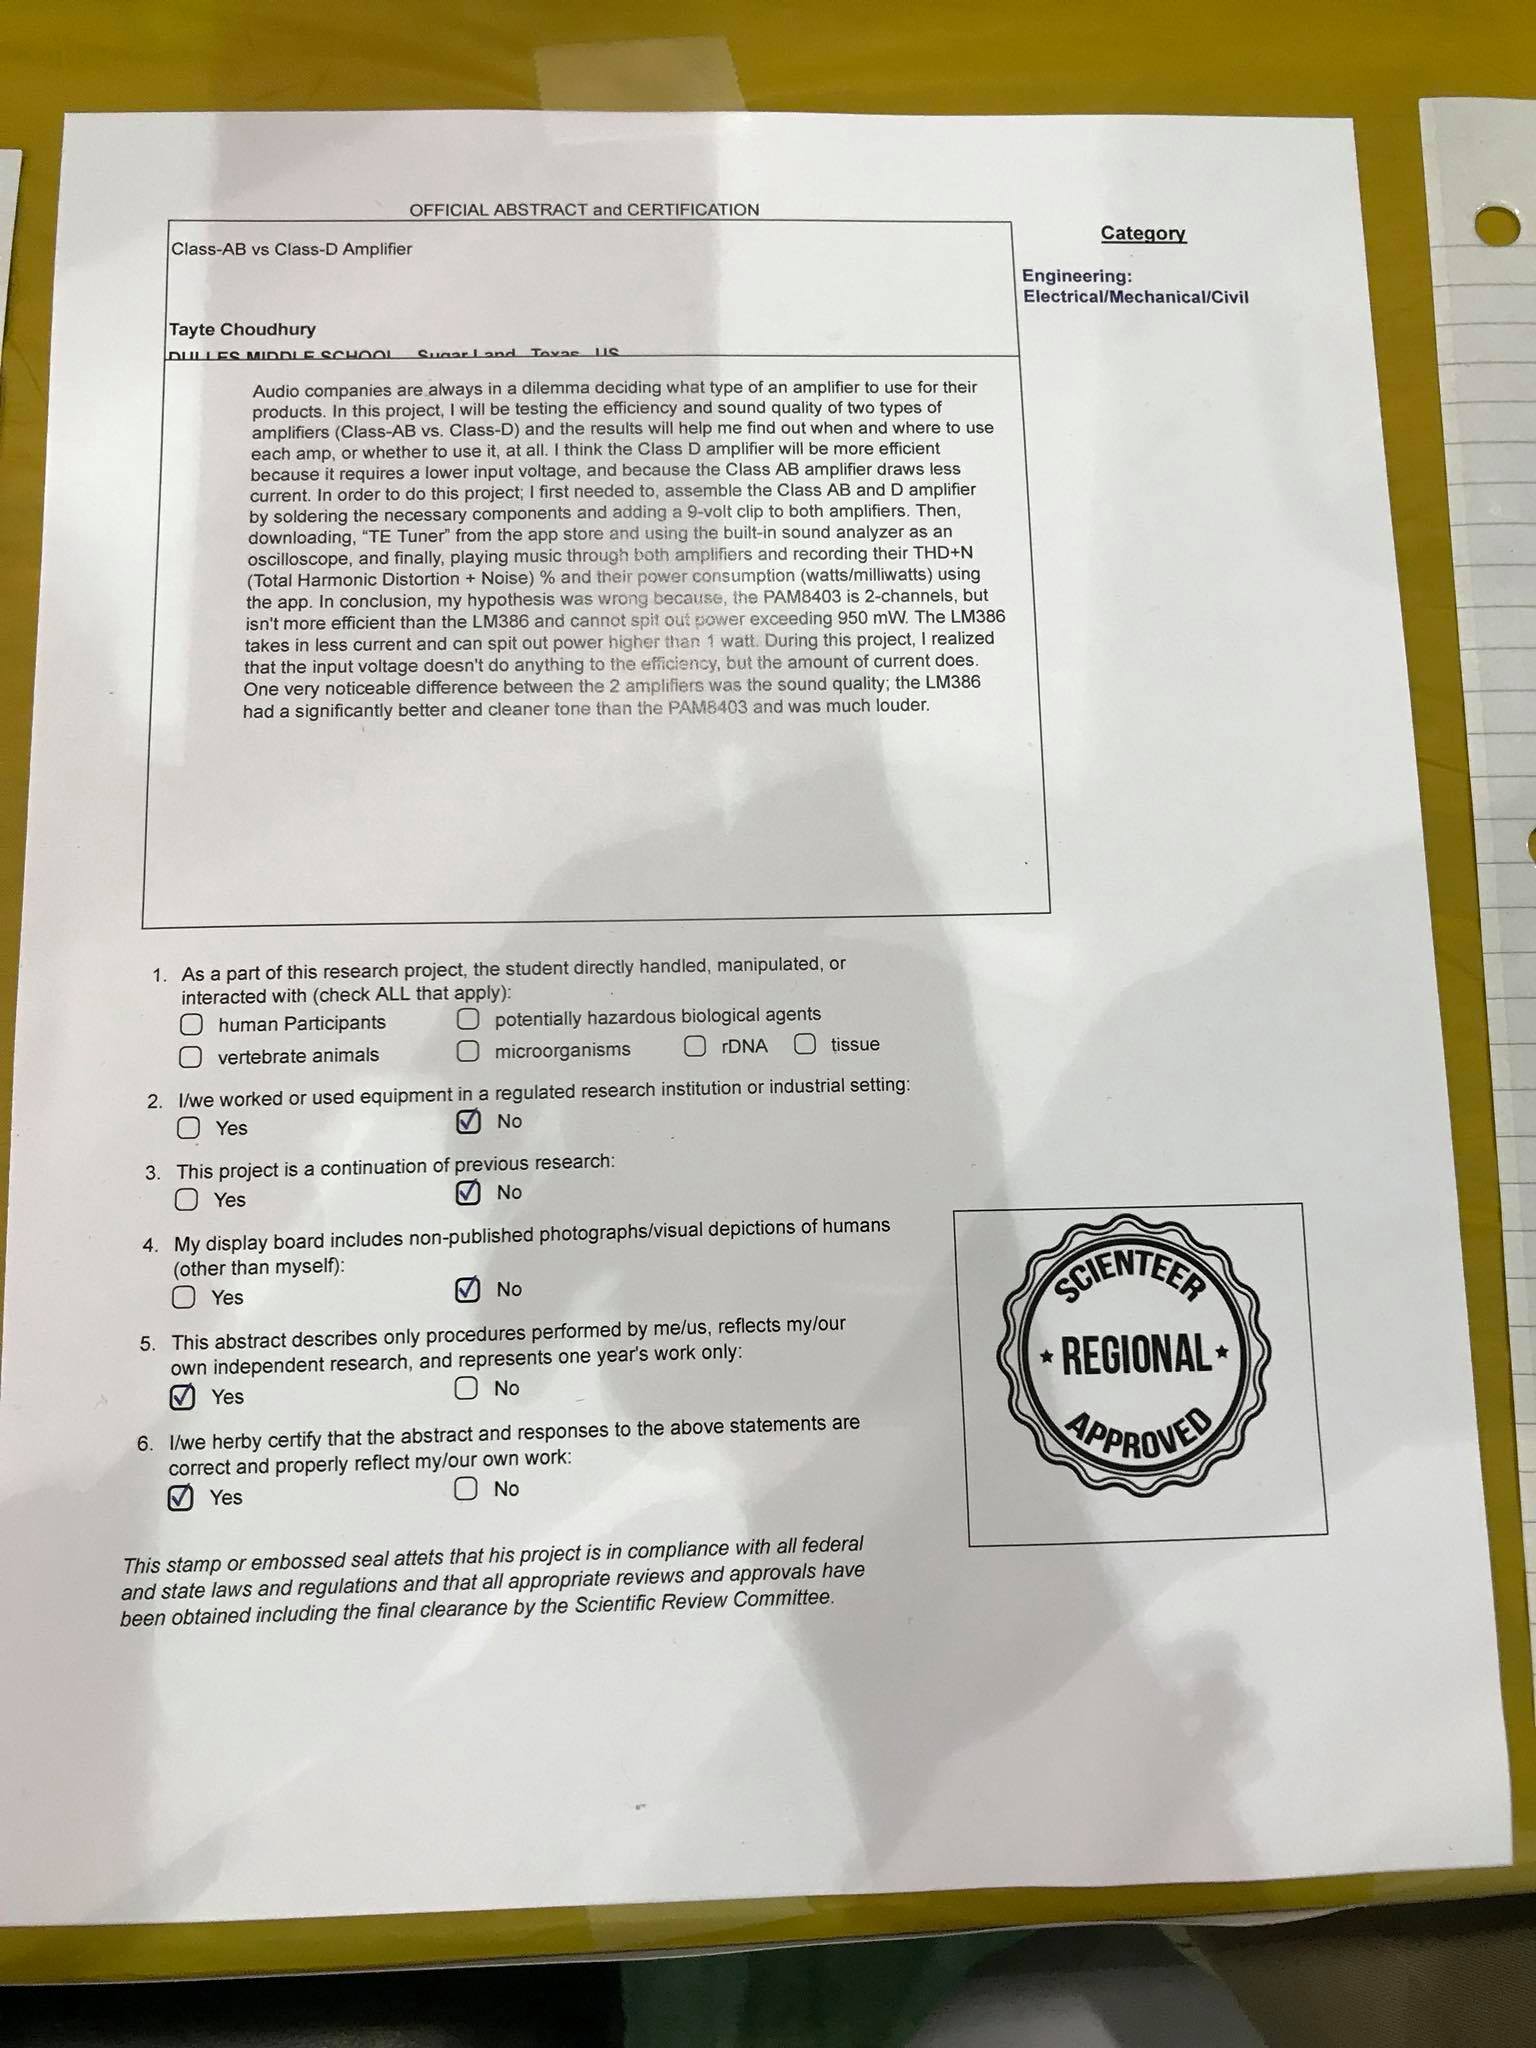 OFFICIAL ABSTRACT and CERTIFICATION
Class-AB vs Class-D Amplifier
Category
Engineering:
Electrical/Mechanical/Civil
Tayte Choudhury
DULLES MIDDLE SCHOOL, Sugar Land, Texas, US
Audio companies are always in a dilemma deciding what type of an amplifier to use for their
products. In this project, I will be testing the efficiency and sound quality of two types of
amplifiers (Class-AB vs. Class-D) and the results will help me find out when and where to use
each amp, or whether to use it, at all. I think the Class D amplifier will be more efficient
because it requires a lower input voltage, and because the Class AB amplifier draws less
current. In order to do this project; I first needed to, assemble the Class AB and D amplifier
by soldering the necessary components and adding a 9-volt clip to both amplifiers. Then,
downloading, “TE Tuner” from the app store and using the built-in sound analyzer as an
oscilloscope, and finally, playing music through both amplifiers and recording their THD+N
(Total Harmonic Distortion + Noise) % and their power consumption (watts/milliwatts) using
the app. In conclusion, my hypothesis was wrong because, the PAM8403 is 2-channels, but
isn't more efficient than the LM386 and cannot spit out power exceeding 950 mW. The LM386
takes in less current and can spit out power higher than 1 watt. During this project, I realized
that the input voltage doesn't do anything to the efficiency, but the amount of current does.
One very noticeable difference between the 2 amplifiers was the sound quality; the LM386
had a significantly better and cleaner tone than the PAM8403 and was much louder.
1. As a part of this research project, the student directly handled, manipulated, or
interacted with (check ALL that apply):
human Participants potentially hazardous biological agents
vertebrate animals microorganisms rDNA tissue
2. I/we worked or used equipment in a regulated research institution or industrial setting:
Yes No
3. This project is a continuation of previous research:
Yes No
4. My display board includes non-published photographs/visual depictions of humans
(other than myself):
Yes No
5. This abstract describes only procedures performed by me/us, reflects my/our
own independent research, and represents one year's work only:
Yes No
6. I/we herby certify that the abstract and responses to the above statements are
correct and properly reflect my/our own work:
Yes No
SCIENTEER
REGIONAL
APPROVED
This stamp or embossed seal attets that his project is in compliance with all federal
and state laws and regulations and that all appropriate reviews and approvals have
been obtained including the final clearance by the Scientific Review Committee.